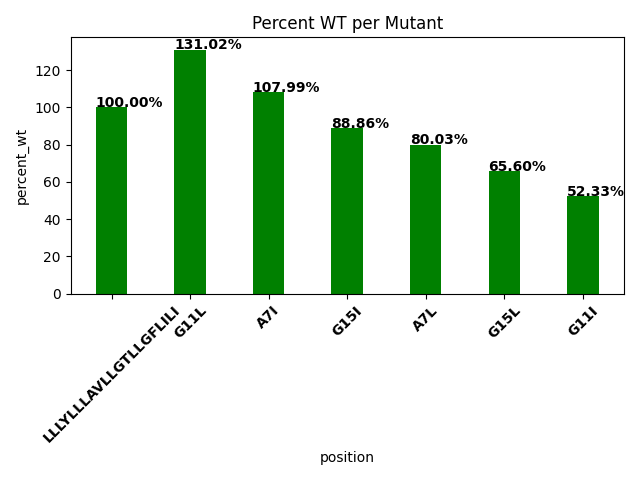 Percent WT per Mutant
percent_wt
120
100
80
60
40
20
0
100.00%
131.02%
107.99%
88.86%
80.03%
65.60%
52.33%
LLLYLLLAVLLGTLLGFLILI
G11L
A7I
G15I
A7L
G15L
G11I
position